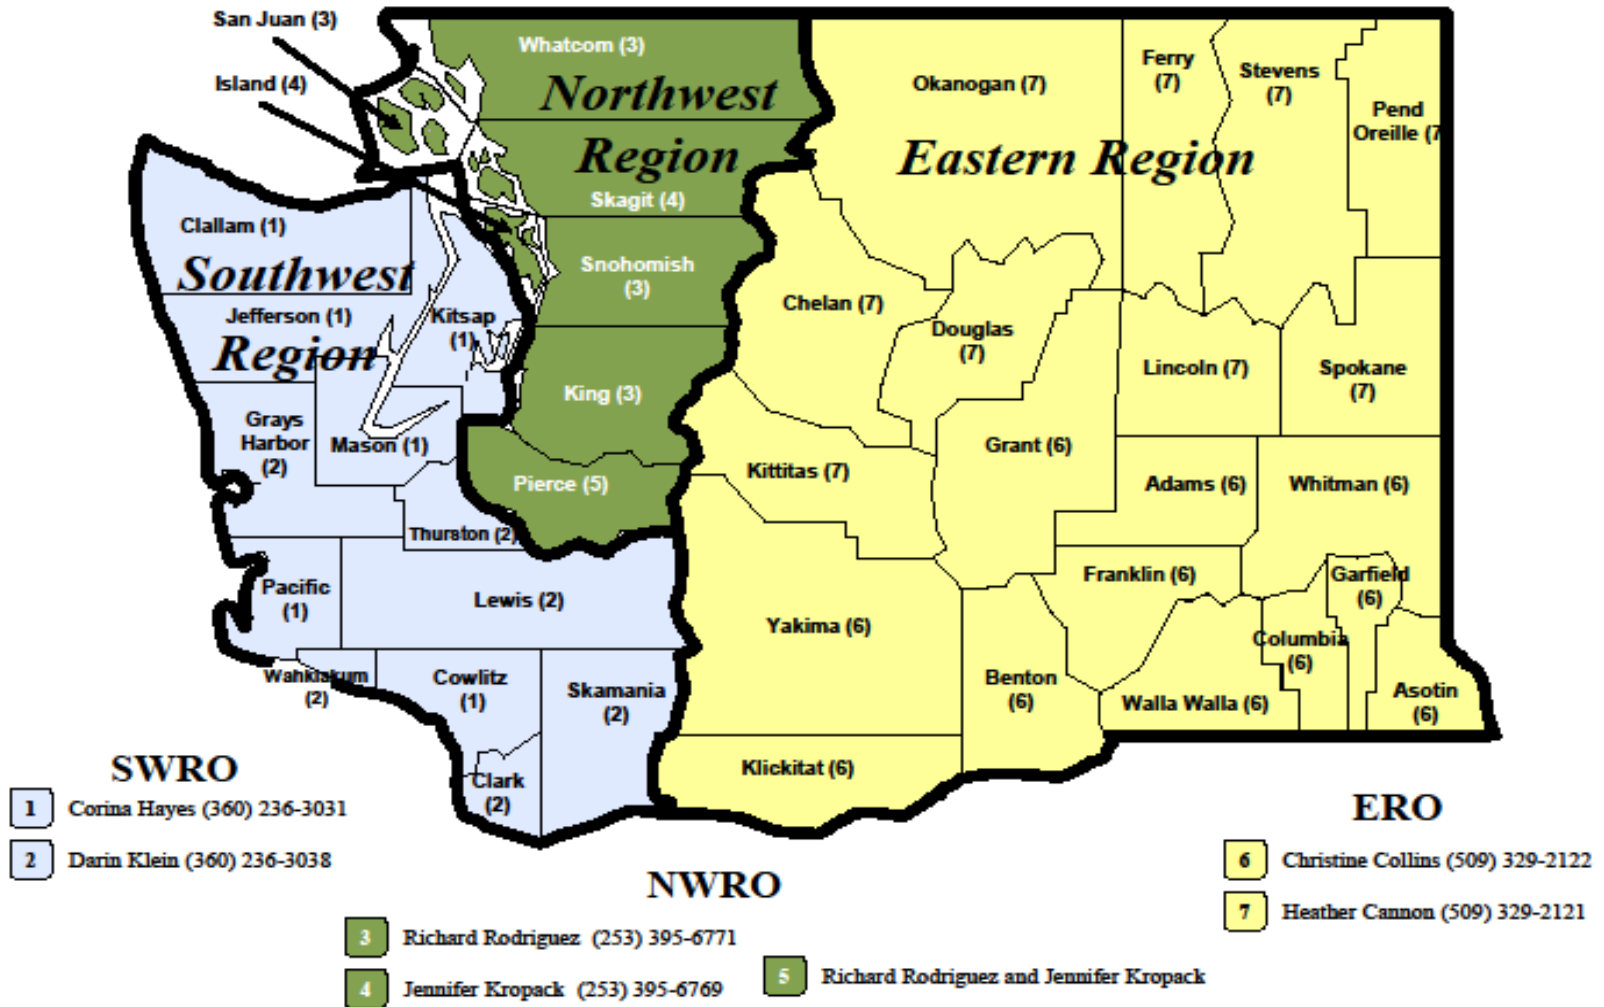 San Juan (3)
Island (4)
Whatcom (3)
Northwest
Region
Skagit (4)
Snohomish
(3)
King (3)
Pierce (5)
Clallam (1)
Southwest
Jefferson (1)
Region
Kitsap
(1)
Grays
Harbor
(2)
Mason (1)
Thurston (2)
Pacific
(1)
Lewis (2)
Wahkiakum
(2)
Cowlitz
(1)
Skamania
(2)
Clark
(2)
Okanogan (7)
Ferry
(7)
Stevens
(7)
Pend
Oreille (7
Eastern Region
Chelan (7)
Douglas
(7)
Lincoln (7)
Spokane
(7)
Kittitas (7)
Grant (6)
Adams (6)
Whitman (6)
Yakima (6)
Franklin (6)
Garfield
(6)
Columbia
(6)
Benton
(6)
Walla Walla (6)
Asotin
(6)
Klickitat (6)
SWRO
1 Corina Hayes (360) 236-3031
2 Darin Klein (360) 236-3038
NWRO
3 Richard Rodriguez (253) 395-6771
4 Jennifer Kropack (253) 395-6769
5 Richard Rodriguez and Jennifer Kropack
ERO
6 Christine Collins (509) 329-2122
7 Heather Cannon (509) 329-2121